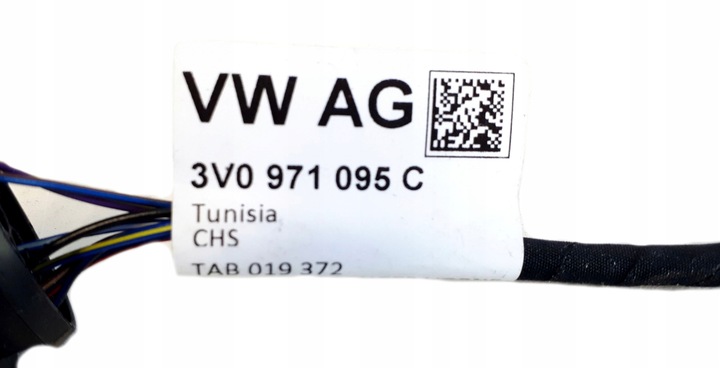 VW AG
3V0 971 095 C
Tunisia
CHS
TAB 019 372